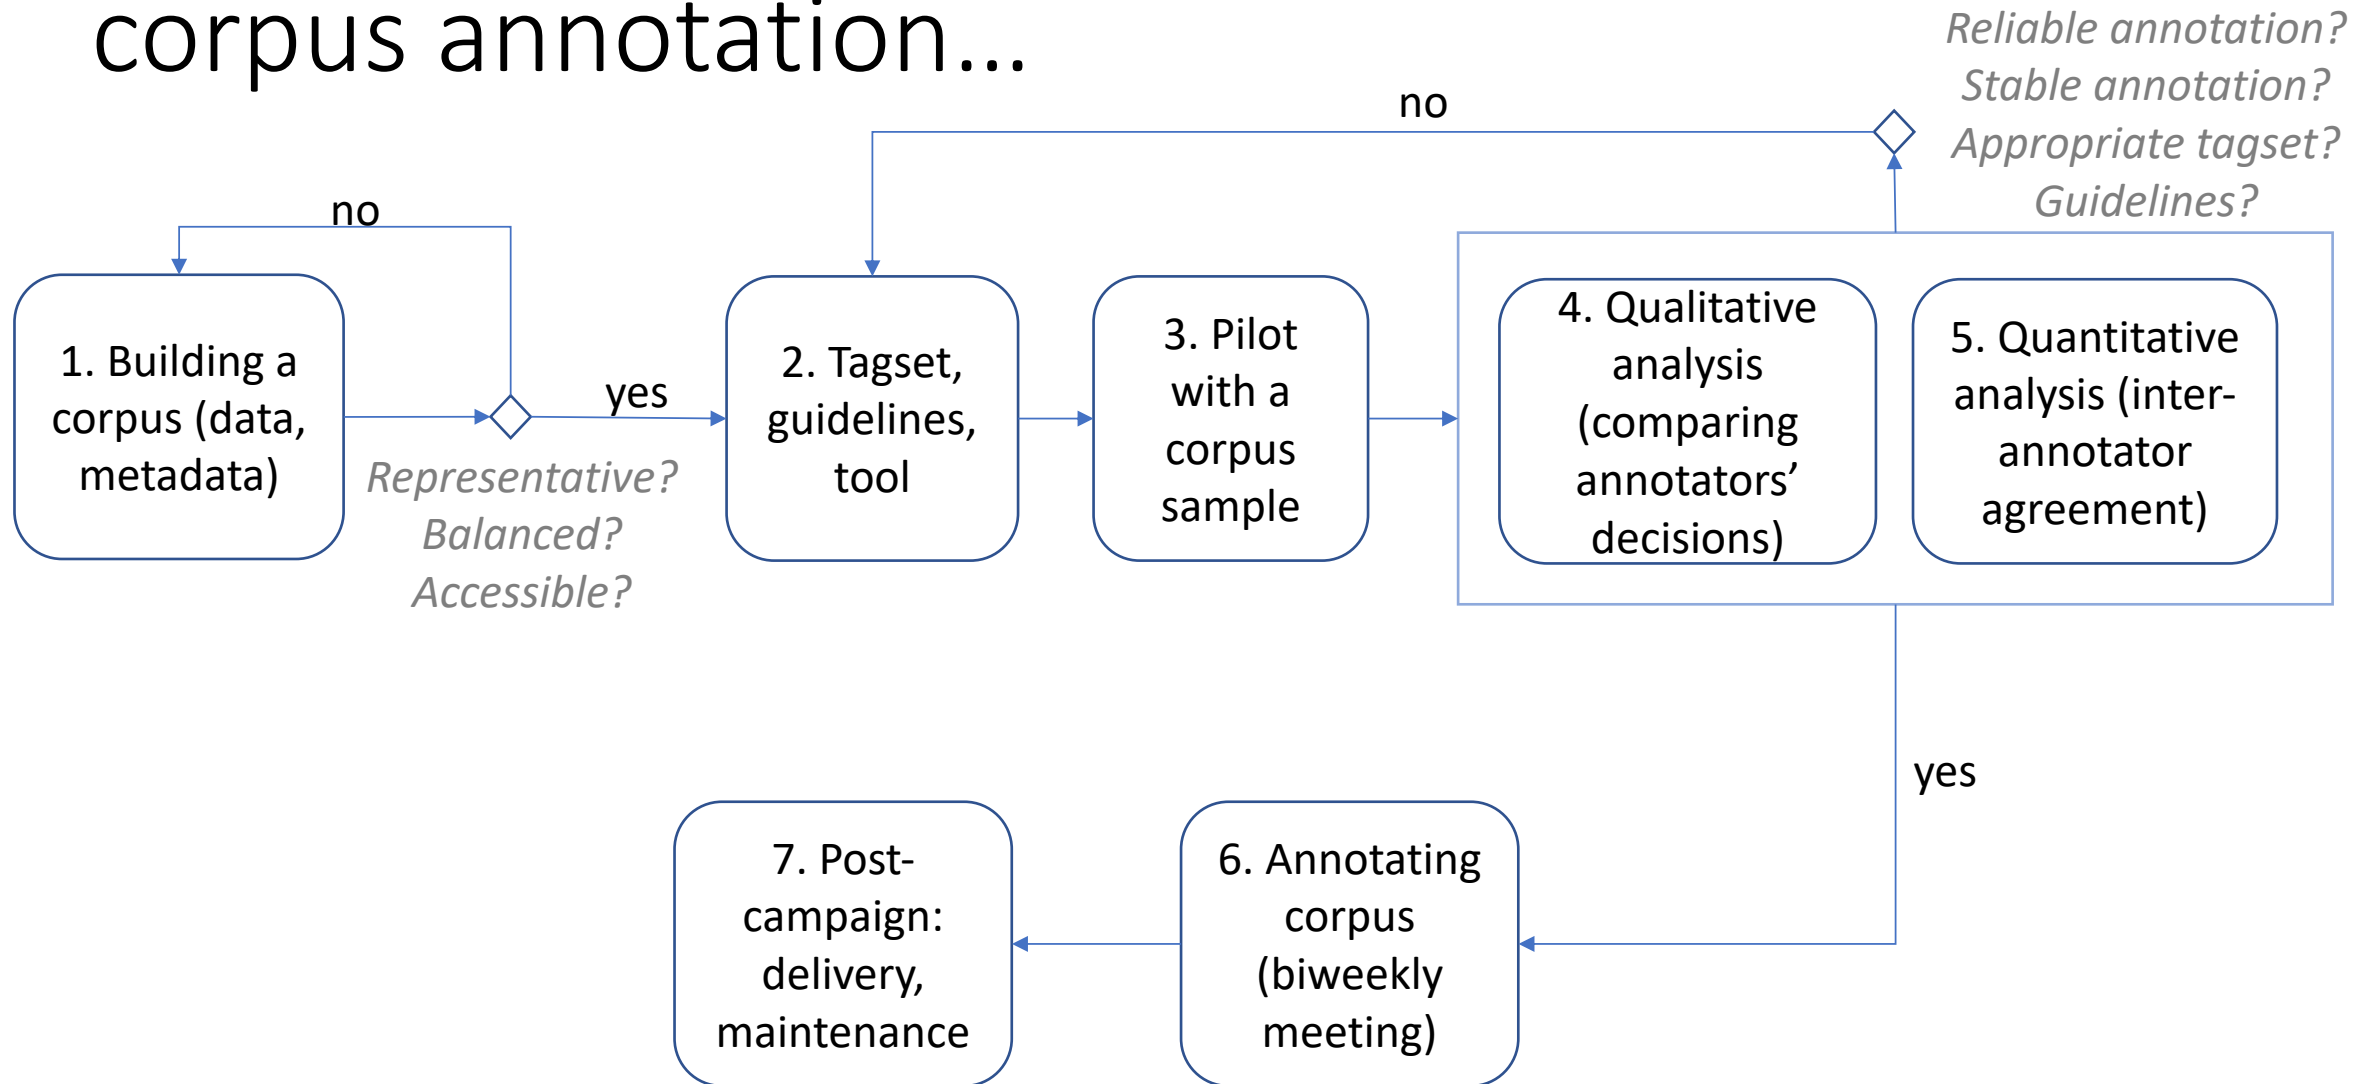 corpus annotation...
Reliable annotation?
Stable annotation?
Appropriate tagset?
Guidelines?
no
no
1. Building a
corpus (data,
metadata)
Representative?
Balanced?
Accessible?
yes
2. Tagset,
guidelines,
tool
3. Pilot
with a
corpus
sample
4. Qualitative
analysis
(comparing
annotators’
decisions)
5. Quantitative
analysis (inter-
annotator
agreement)
yes
6. Annotating
corpus
(biweekly
meeting)
7. Post-
campaign:
delivery,
maintenance